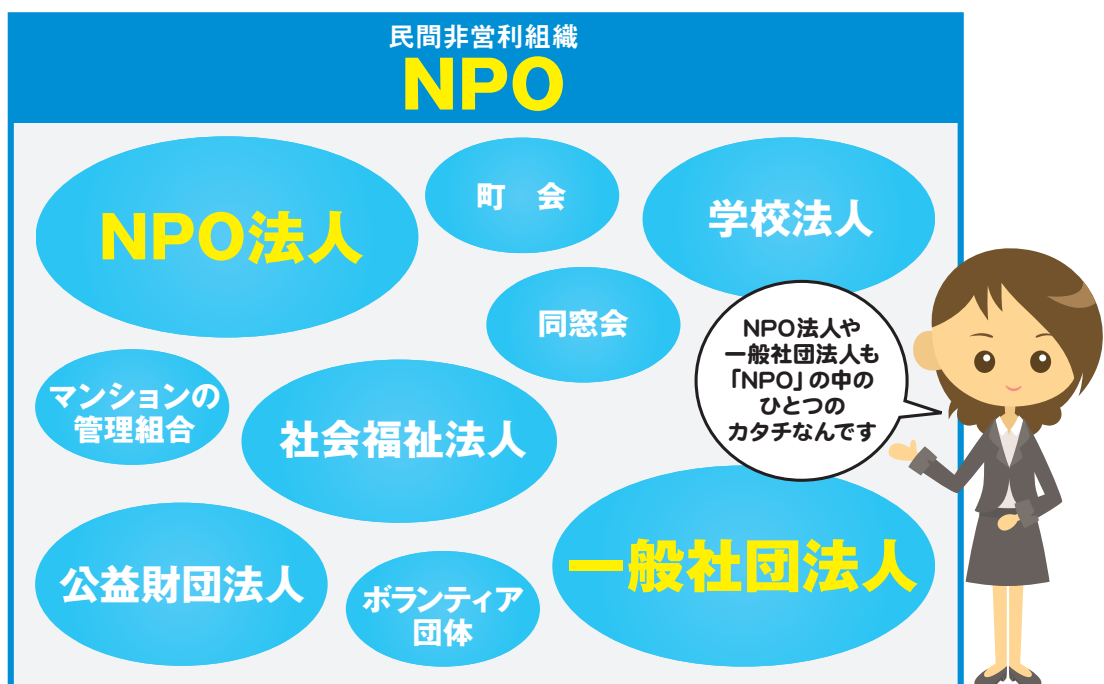 民間非営利組織
NPO
NPO法人
町　会
学校法人
同窓会
NPO法人や
一般社団法人も
「NPO」の中の
ひとつの
カタチなんです
マンションの
管理組合
社会福祉法人
一般社団法人
公益財団法人
ボランティア
団体